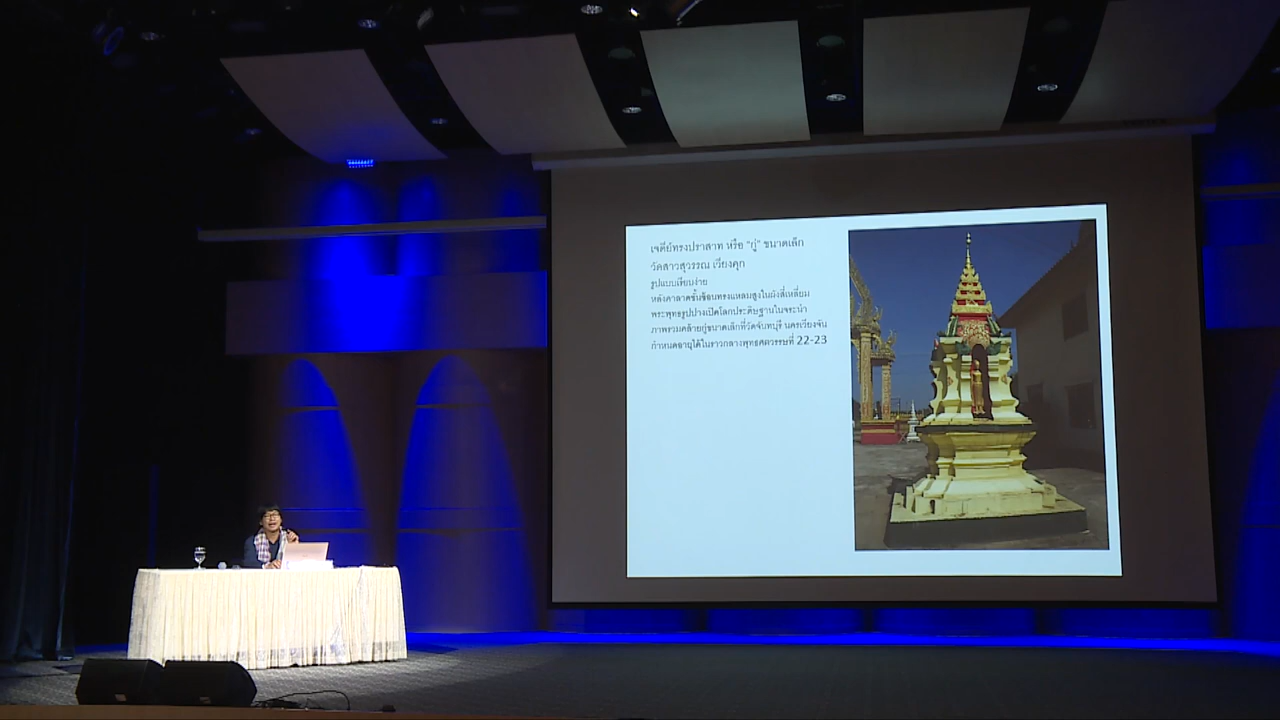 เจดีย์ทรงปราสาท หรือ "กู่" ขนาดเล็ก
วัดสาวสุวรรณ เวียงคุก
รูปแบบเรียบง่าย
หลังคาลาดชั้นซ้อนทรงแหลมสูงในผังสี่เหลี่ยม
พระพุทธรูปปางเปิดโลกประดิษฐานในจระนำ
ภาพรวมคล้ายกู่ขนาดเล็กที่วัดจันทบุรี นครเวียงจัน
กำหนดอายุได้ในราวกลางพุทธศตวรรษที่ 22-23